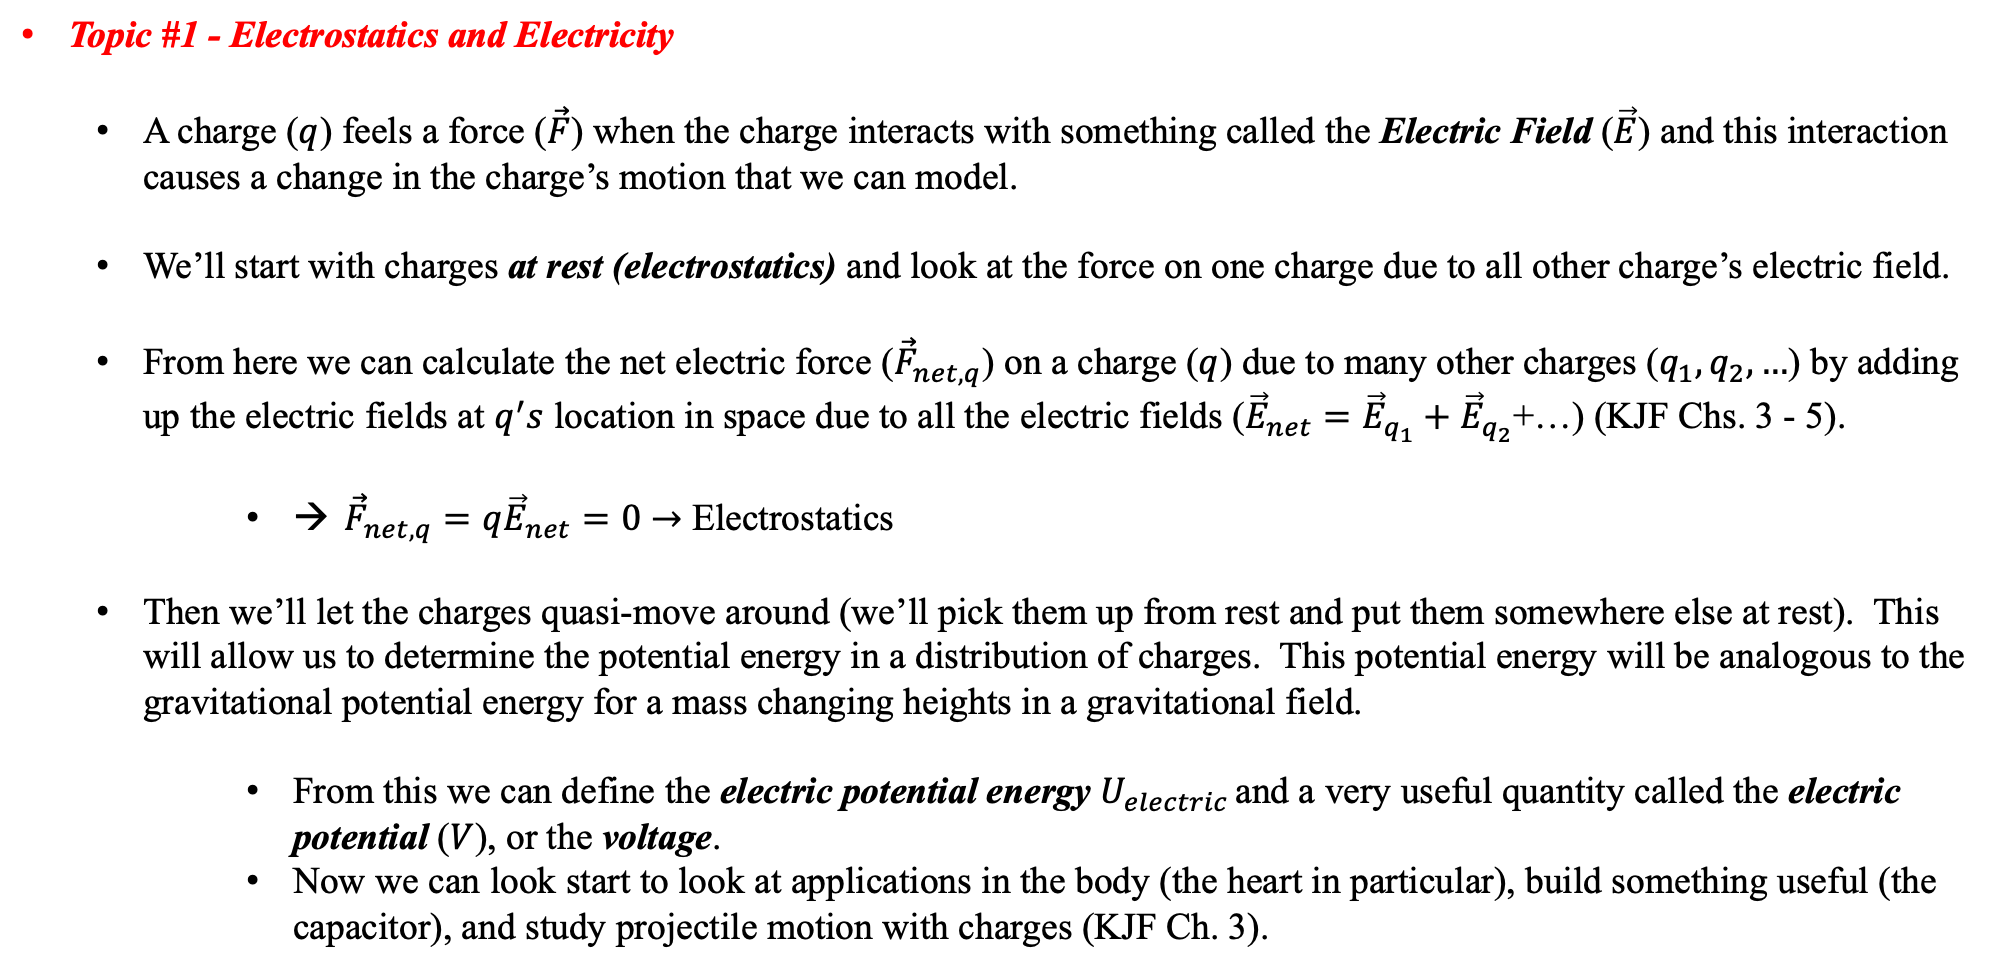 • Topic #1 - Electrostatics and Electricity
• A charge (q) feels a force (F⃗) when the charge interacts with something called the Electric Field (E⃗) and this interaction
causes a change in the charge’s motion that we can model.
• We’ll start with charges at rest (electrostatics) and look at the force on one charge due to all other charge’s electric field.
• From here we can calculate the net electric force (F⃗_net,q) on a charge (q) due to many other charges (q₁, q₂, …) by adding
up the electric fields at q's location in space due to all the electric fields (E⃗_net = E⃗_q₁ + E⃗_q₂+…) (KJF Chs. 3 - 5).
• → F⃗_net,q = qE⃗_net = 0 → Electrostatics
• Then we’ll let the charges quasi-move around (we’ll pick them up from rest and put them somewhere else at rest). This
will allow us to determine the potential energy in a distribution of charges. This potential energy will be analogous to the
gravitational potential energy for a mass changing heights in a gravitational field.
• From this we can define the electric potential energy U_electric and a very useful quantity called the electric
potential (V), or the voltage.
• Now we can look start to look at applications in the body (the heart in particular), build something useful (the
capacitor), and study projectile motion with charges (KJF Ch. 3).